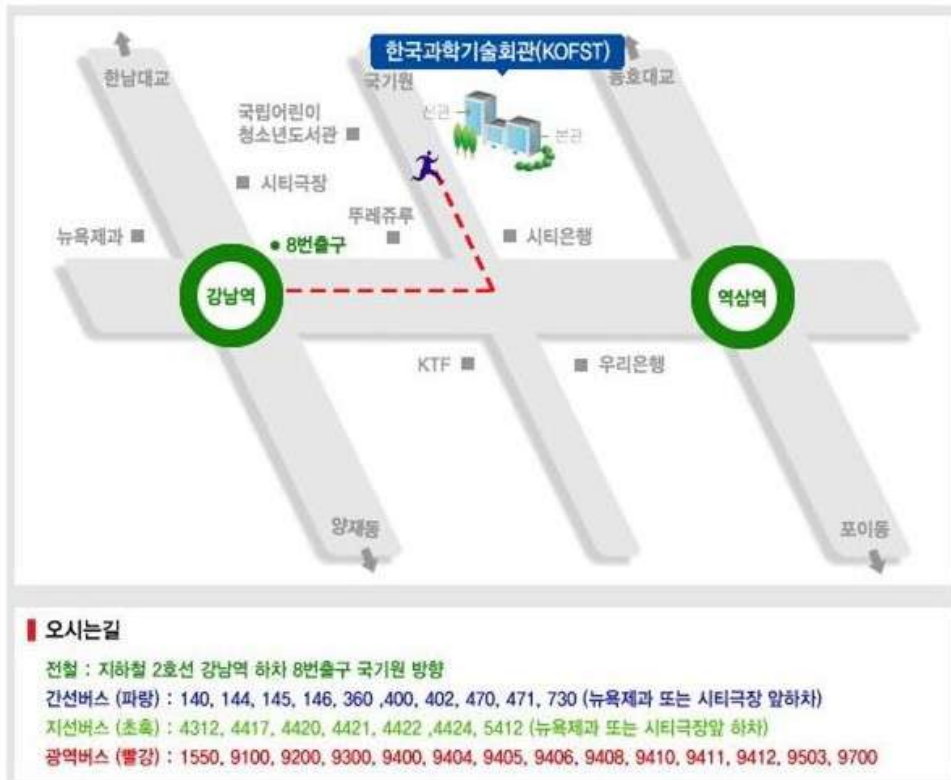 한국과학기술회관(KOFST)
한남대교
국기원
동호대교
국립어린이
청소년도서관
신관
본관
시티극장
뚜레쥬루
뉴욕제과
8번출구
시티은행
강남역
역삼역
KTF
우리은행
양재동
포이동
오시는길
전철 : 지하철 2호선 강남역 하차 8번출구 국기원 방향
간선버스 (파랑) : 140, 144, 145, 146, 360 ,400, 402, 470, 471, 730 (뉴욕제과 또는 시티극장 앞하차)
지선버스 (초록) : 4312, 4417, 4420, 4421, 4422 ,4424, 5412 (뉴욕제과 또는 시티극장앞 하차)
광역버스 (빨강) : 1550, 9100, 9200, 9300, 9400, 9404, 9405, 9406, 9408, 9410, 9411, 9412, 9503, 9700